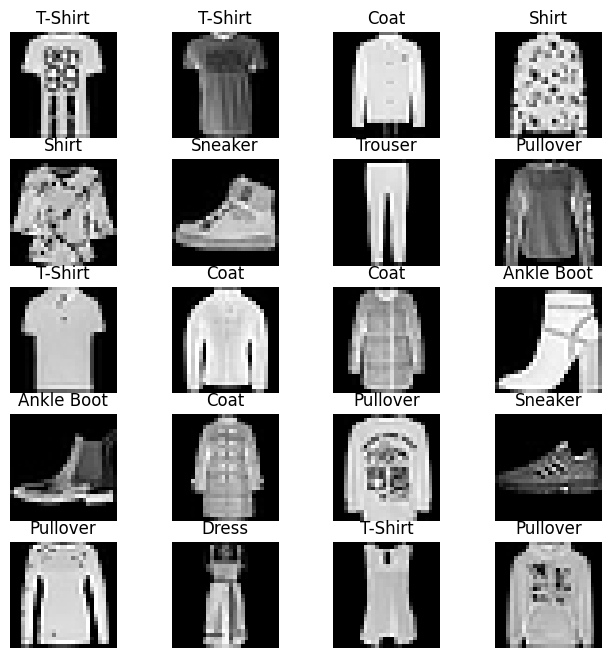 T-Shirt T-Shirt Coat Shirt
Shirt Sneaker Trouser Pullover
T-Shirt Coat Coat Ankle Boot
Ankle Boot Coat Pullover Sneaker
Pullover Dress T-Shirt Pullover